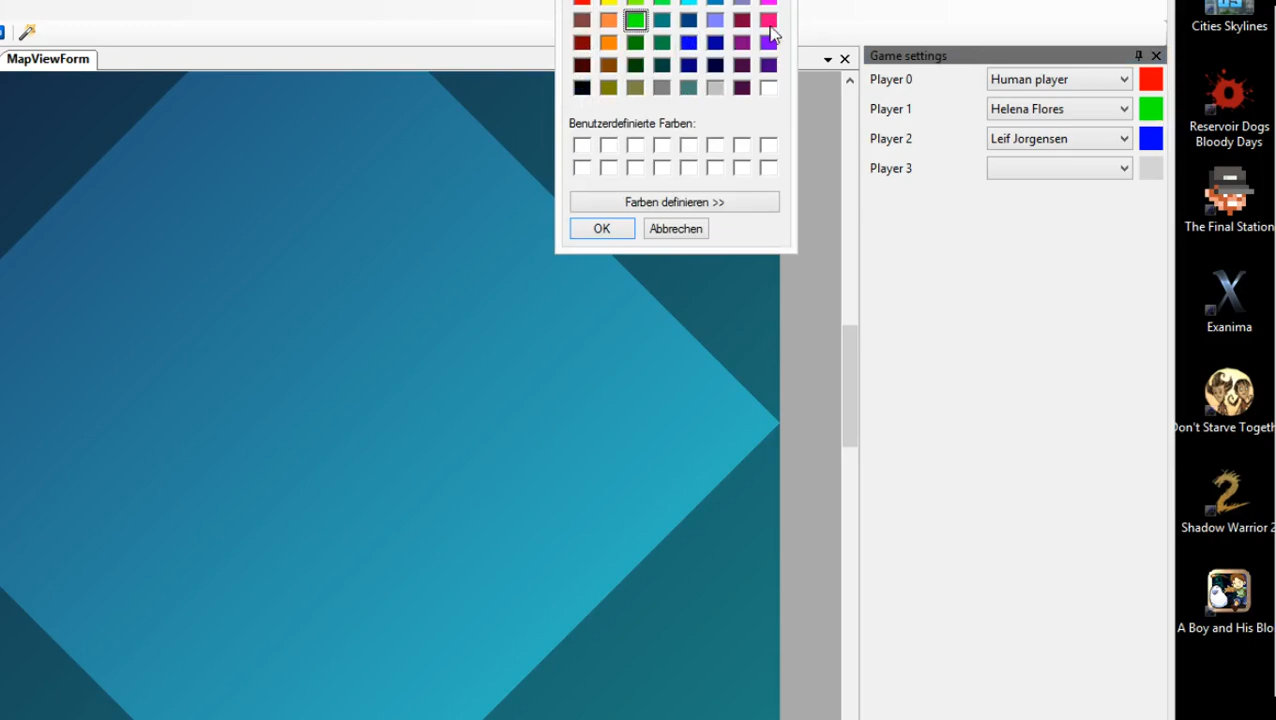 Cities Skylines
MapViewForm
Game settings
Player 0
Human player
Player 1
Helena Flores
Player 2
Leif Jorgensen
Player 3
Benutzerdefinierte Farben:
Farben definieren >>
OK
Abbrechen
Reservoir Dogs
Bloody Days
The Final Station
Exanima
Don't Starve Togeth
Shadow Warrior 2
A Boy and His Blo